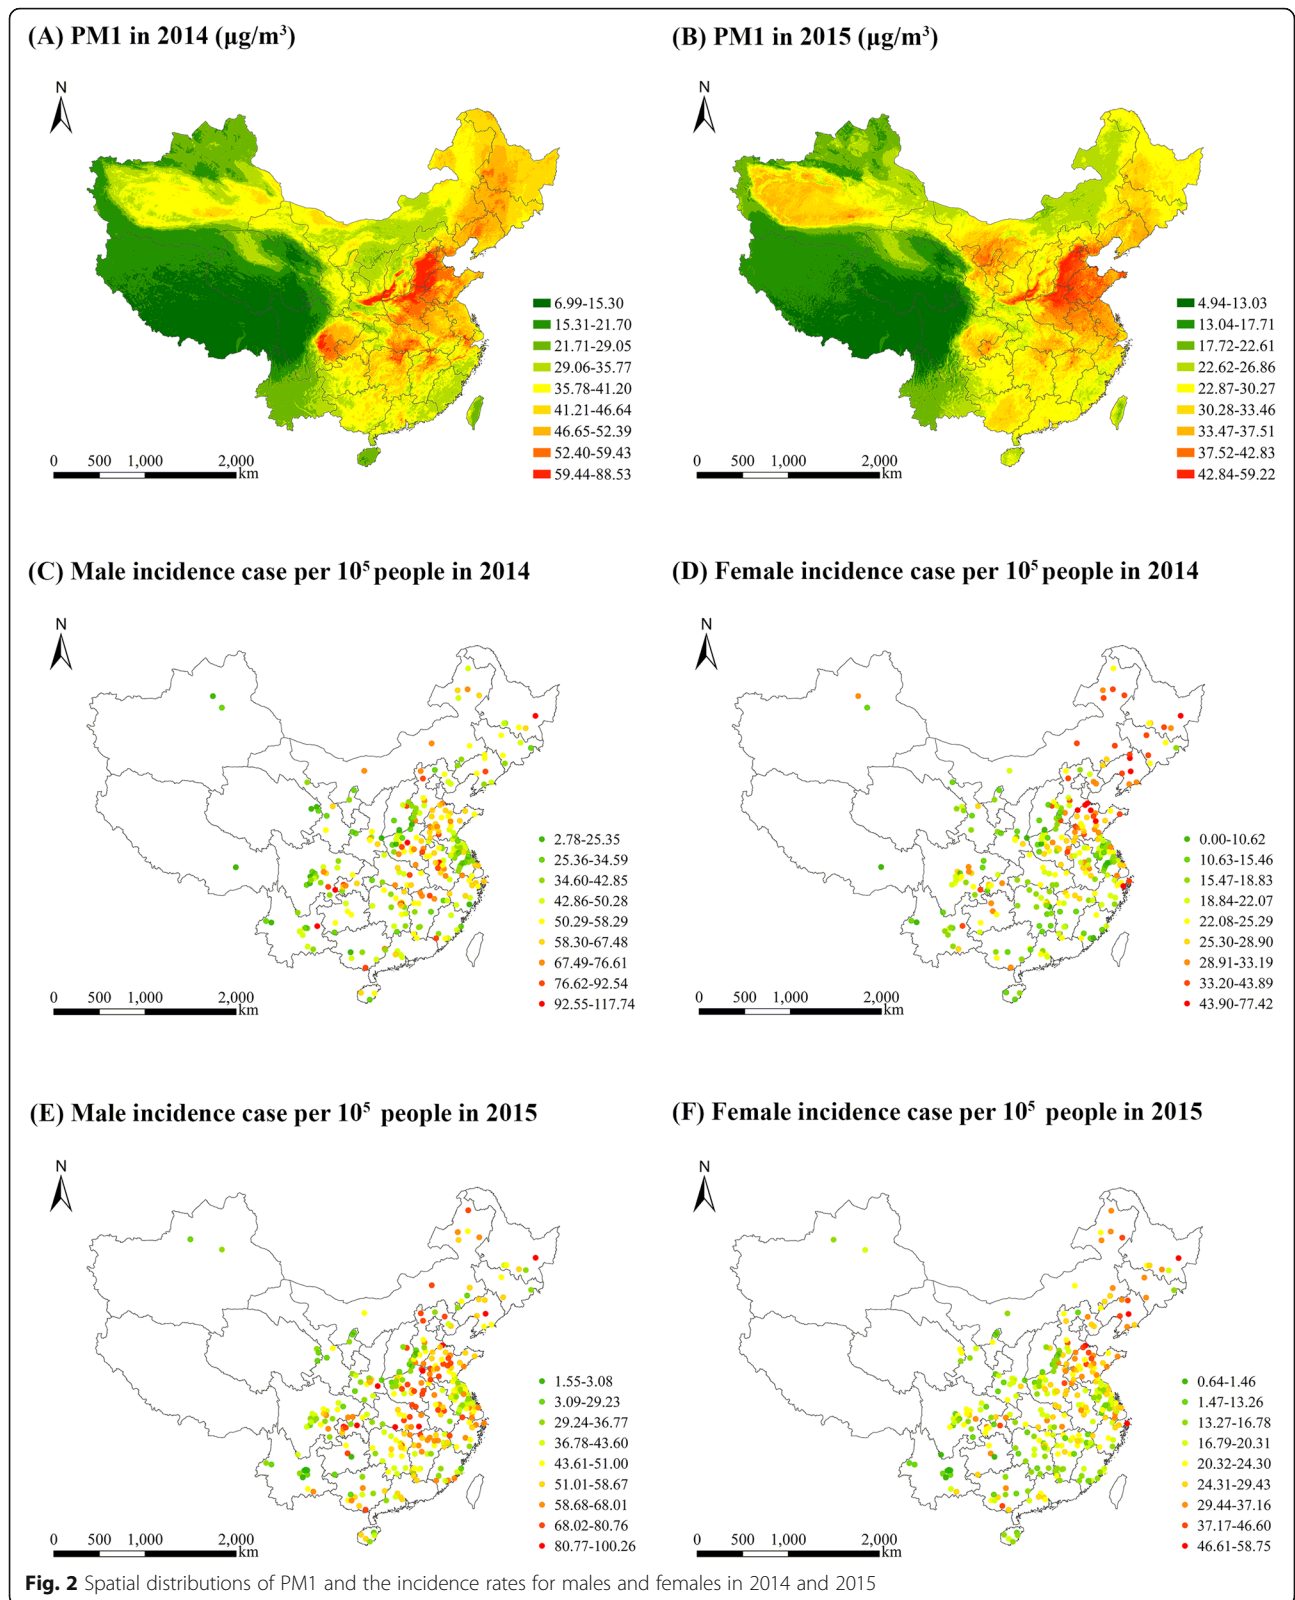 (A) PM1 in 2014 (µg/m³)
N
6.99-15.30
15.31-21.70
21.71-29.05
29.06-35.77
35.78-41.20
41.21-46.64
46.65-52.39
52.40-59.43
59.44-88.53
0 500 1,000 2,000
km
(B) PM1 in 2015 (µg/m³)
N
4.94-13.03
13.04-17.71
17.72-22.61
22.62-26.86
22.87-30.27
30.28-33.46
33.47-37.51
37.52-42.83
42.84-59.22
0 500 1,000 2,000
km
(C) Male incidence case per 10⁵ people in 2014
N
2.78-25.35
25.36-34.59
34.60-42.85
42.86-50.28
50.29-58.29
58.30-67.48
67.49-76.61
76.62-92.54
92.55-117.74
0 500 1,000 2,000
km
(D) Female incidence case per 10⁵ people in 2014
N
0.00-10.62
10.63-15.46
15.47-18.83
18.84-22.07
22.08-25.29
25.30-28.90
28.91-33.19
33.20-43.89
43.90-77.42
0 500 1,000 2,000
km
(E) Male incidence case per 10⁵ people in 2015
N
1.55-3.08
3.09-29.23
29.24-36.77
36.78-43.60
43.61-51.00
51.01-58.67
58.68-68.01
68.02-80.76
80.77-100.26
0 500 1,000 2,000
km
(F) Female incidence case per 10⁵ people in 2015
N
0.64-1.46
1.47-13.26
13.27-16.78
16.79-20.31
20.32-24.30
24.31-29.43
29.44-37.16
37.17-46.60
46.61-58.75
0 500 1,000 2,000
km
Fig. 2 Spatial distributions of PM1 and the incidence rates for males and females in 2014 and 2015